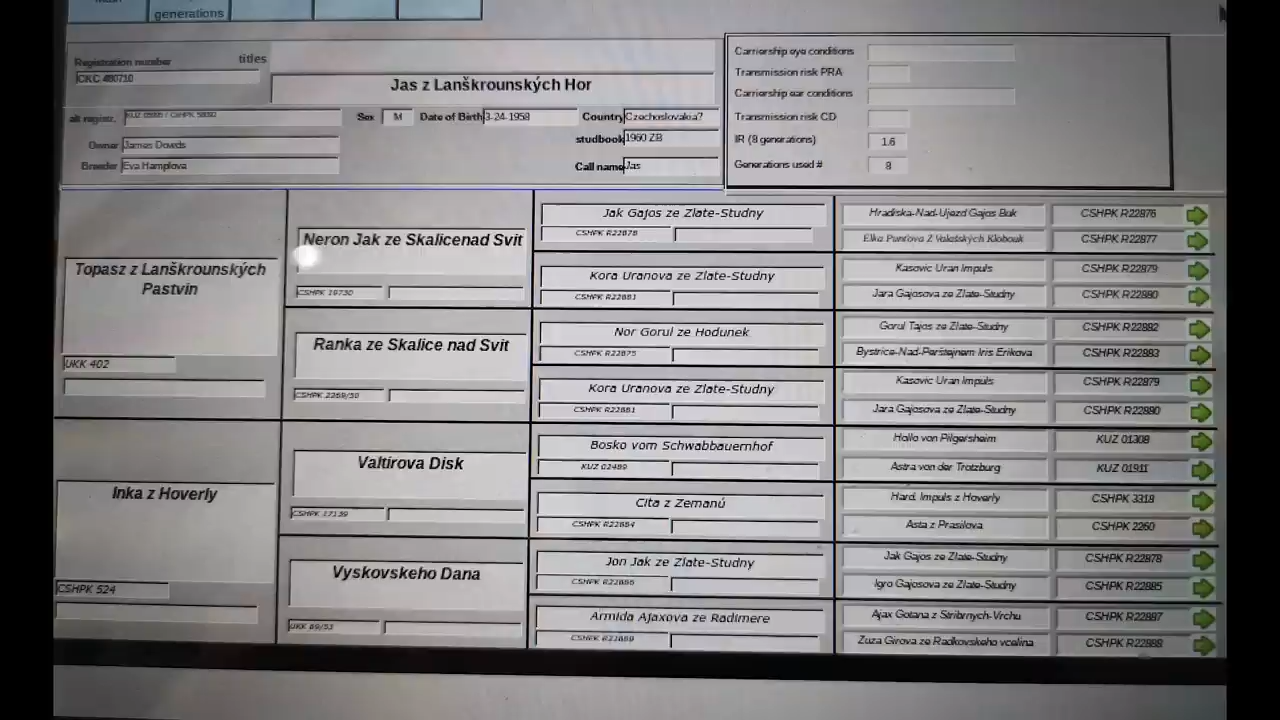 generations
Registration number
titles
CKC 480710
Jas z Lanškrounských Hor
alt registr.
Sex
M
Date of Birth
3-24-1958
Country
Czechoslovakia?
studbook
1960 ZB
Owner
James Dowds
Breeder
Eva Hamplova
Call name
Jas
Carriership eye conditions
Transmission risk PRA
Carriership ear conditions
Transmission risk CD
IR (8 generations)
1.6
Generations used #
8
Topasz z Lanškrounských
Pastvin
UKK 402
Inka z Hoverly
CSHPK 524
Neron Jak ze Skalicenad Svit
CSHPK 19730
Ranka ze Skalice nad Svit
CSHPK 2269/50
Valtirova Disk
CSHPK 17139
Vyskovskeho Dana
UKK 89/53
Jak Gajos ze Zlate-Studny
CSHPK R22878
Kora Uranova ze Zlate-Studny
CSHPK R22881
Nor Gorul ze Hodunek
CSHPK R22875
Kora Uranova ze Zlate-Studny
CSHPK R22881
Bosko vom Schwabbauernhof
KUZ 02489
Cita z Zemanú
CSHPK R22884
Jon Jak ze Zlate-Studny
CSHPK R22886
Armida Ajaxova ze Radimere
CSHPK R22889
Hradiska-Nad-Ujezd Gajos Buk
CSHPK R22876
Elka Punťova Z Valašských Klobouk
CSHPK R22877
Kasovic Uran Impuls
CSHPK R22879
Jara Gajosova ze Zlate-Studny
CSHPK R22880
Gorul Tajos ze Zlate-Studny
CSHPK R22882
Bystrice-Nad-Perštejnem Iris Erikova
CSHPK R22883
Kasovic Uran Impuls
CSHPK R22879
Jara Gajosova ze Zlate-Studny
CSHPK R22880
Hollo von Pilgersheim
KUZ 01308
Astra von der Trotzburg
KUZ 01911
Hard. Impuls z Hoverly
CSHPK 3318
Asta z Prasilova
CSHPK 2260
Jak Gajos ze Zlate-Studny
CSHPK R22878
Igro Gajosova ze Zlate-Studny
CSHPK R22885
Ajax Gotana z Stribrnych-Vrchu
CSHPK R22887
Zuza Girova ze Radkovskeho vcelina
CSHPK R22888